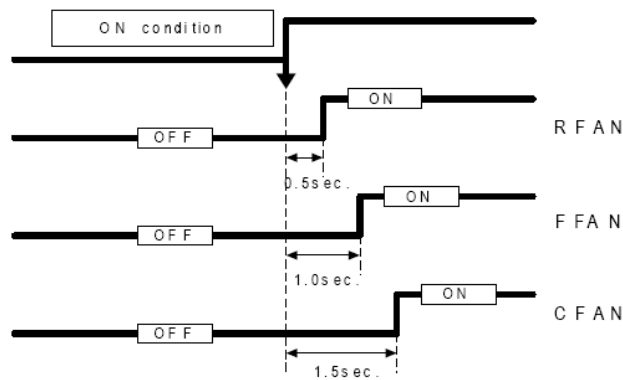 ON condition
ON
RFAN
OFF
0.5sec.
ON
FFAN
OFF
1.0sec.
ON
CFAN
OFF
1.5sec.